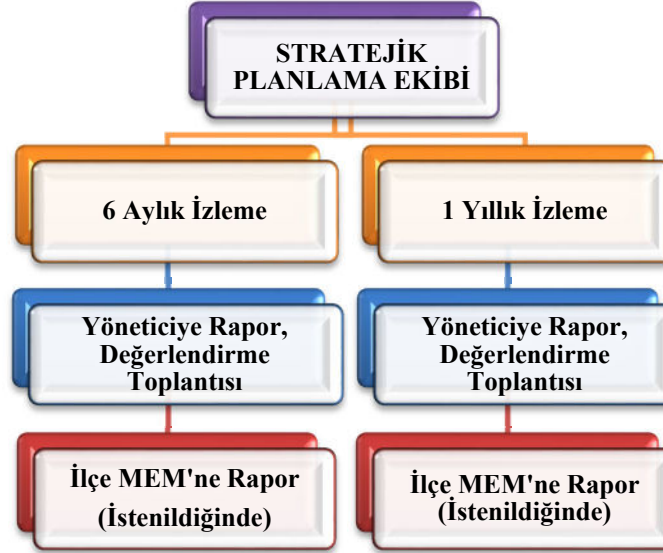 STRATEJİK
PLANLAMA EKİBİ
6 Aylık İzleme
1 Yıllık İzleme
Yöneticiye Rapor,
Değerlendirme
Toplantısı
Yöneticiye Rapor,
Değerlendirme
Toplantısı
İlçe MEM'ne Rapor
(İstenildiğinde)
İlçe MEM'ne Rapor
(İstenildiğinde)